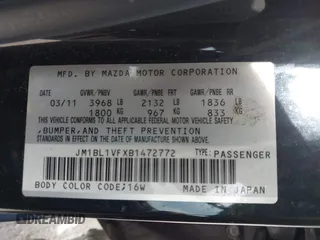 MFD. BY MAZDA MOTOR CORPORATION
GVWR/PNBV GAWR/PNBE FRT GAWR/PNBE RR
03/11 3968 LB 2132 LB 1836 LB
1800 KG 967 KG 833 KG
THIS VEHICLE CONFORMS TO ALL APPLICABLE FEDERAL MOTOR VEHICLE SAFETY
,BUMPER,AND THEFT PREVENTION
STANDARDS IN EFFECT ON THE DATE OF MANUFACTURE SHOWN ABOVE.
JM1BL1VFXB1472772 TYPE:PASSENGER
BODY COLOR CODE;16W MADE IN JAPAN
IDREAMBID